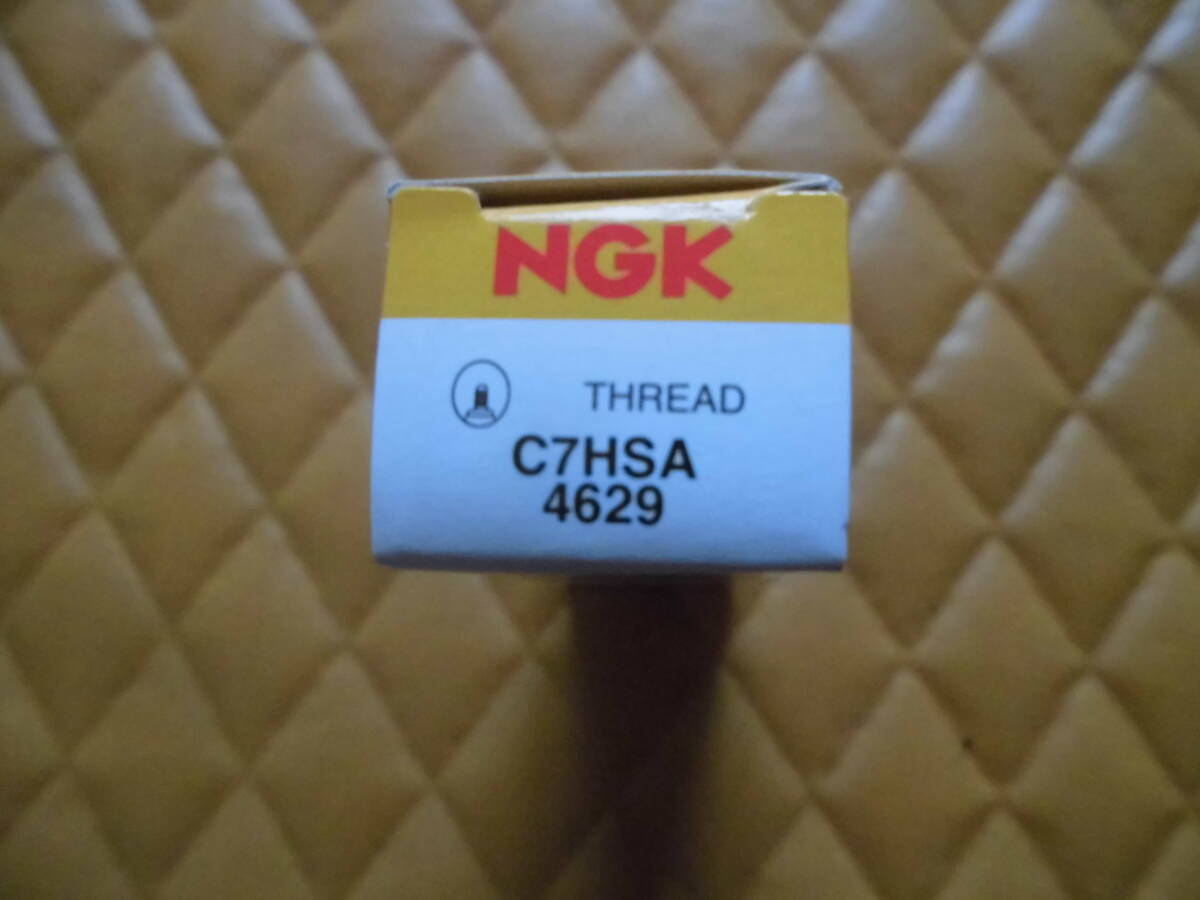 NGK
THREAD
C7HSA
4629